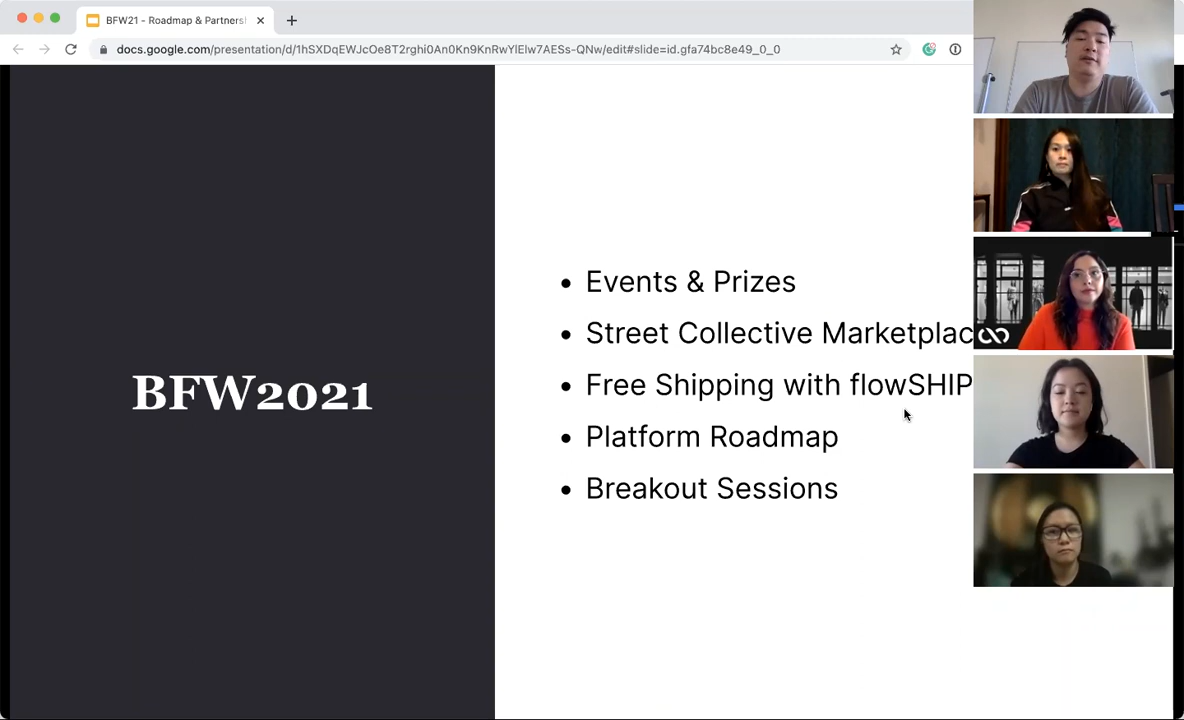 BFW21 - Roadmap & Partners
docs.google.com/presentation/d/1hSXDqEWJcOe8T2rghi0An0Kn9KnRwYlElw7AESs-QNw/edit#slide=id.gfa74bc8e49_0_0
BFW2021
• Events & Prizes
• Street Collective Marketplac
• Free Shipping with flowSHIP
• Platform Roadmap
• Breakout Sessions